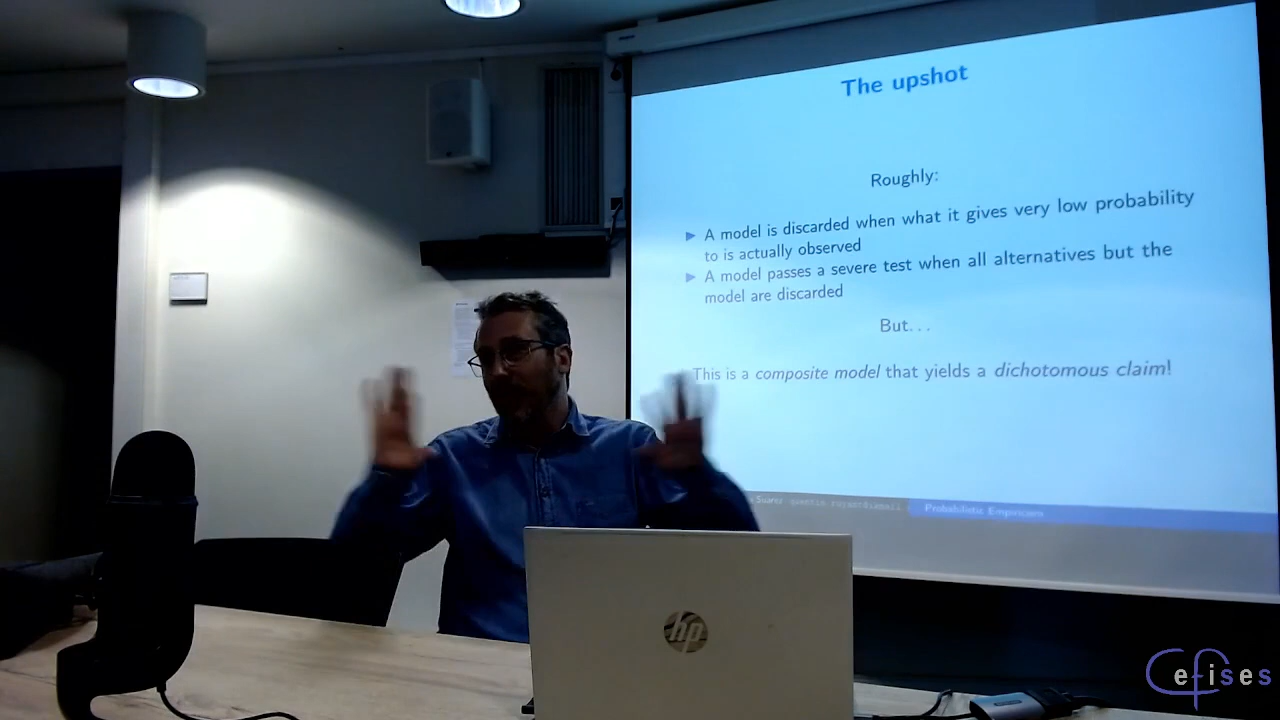 The upshot
Roughly:
▶ A model is discarded when what it gives very low probability
to is actually observed
▶ A model passes a severe test when all alternatives but the
model are discarded
But...
This is a composite model that yields a dichotomous claim!
Suarez
Probabilistic Empiricism
hp
Cefises